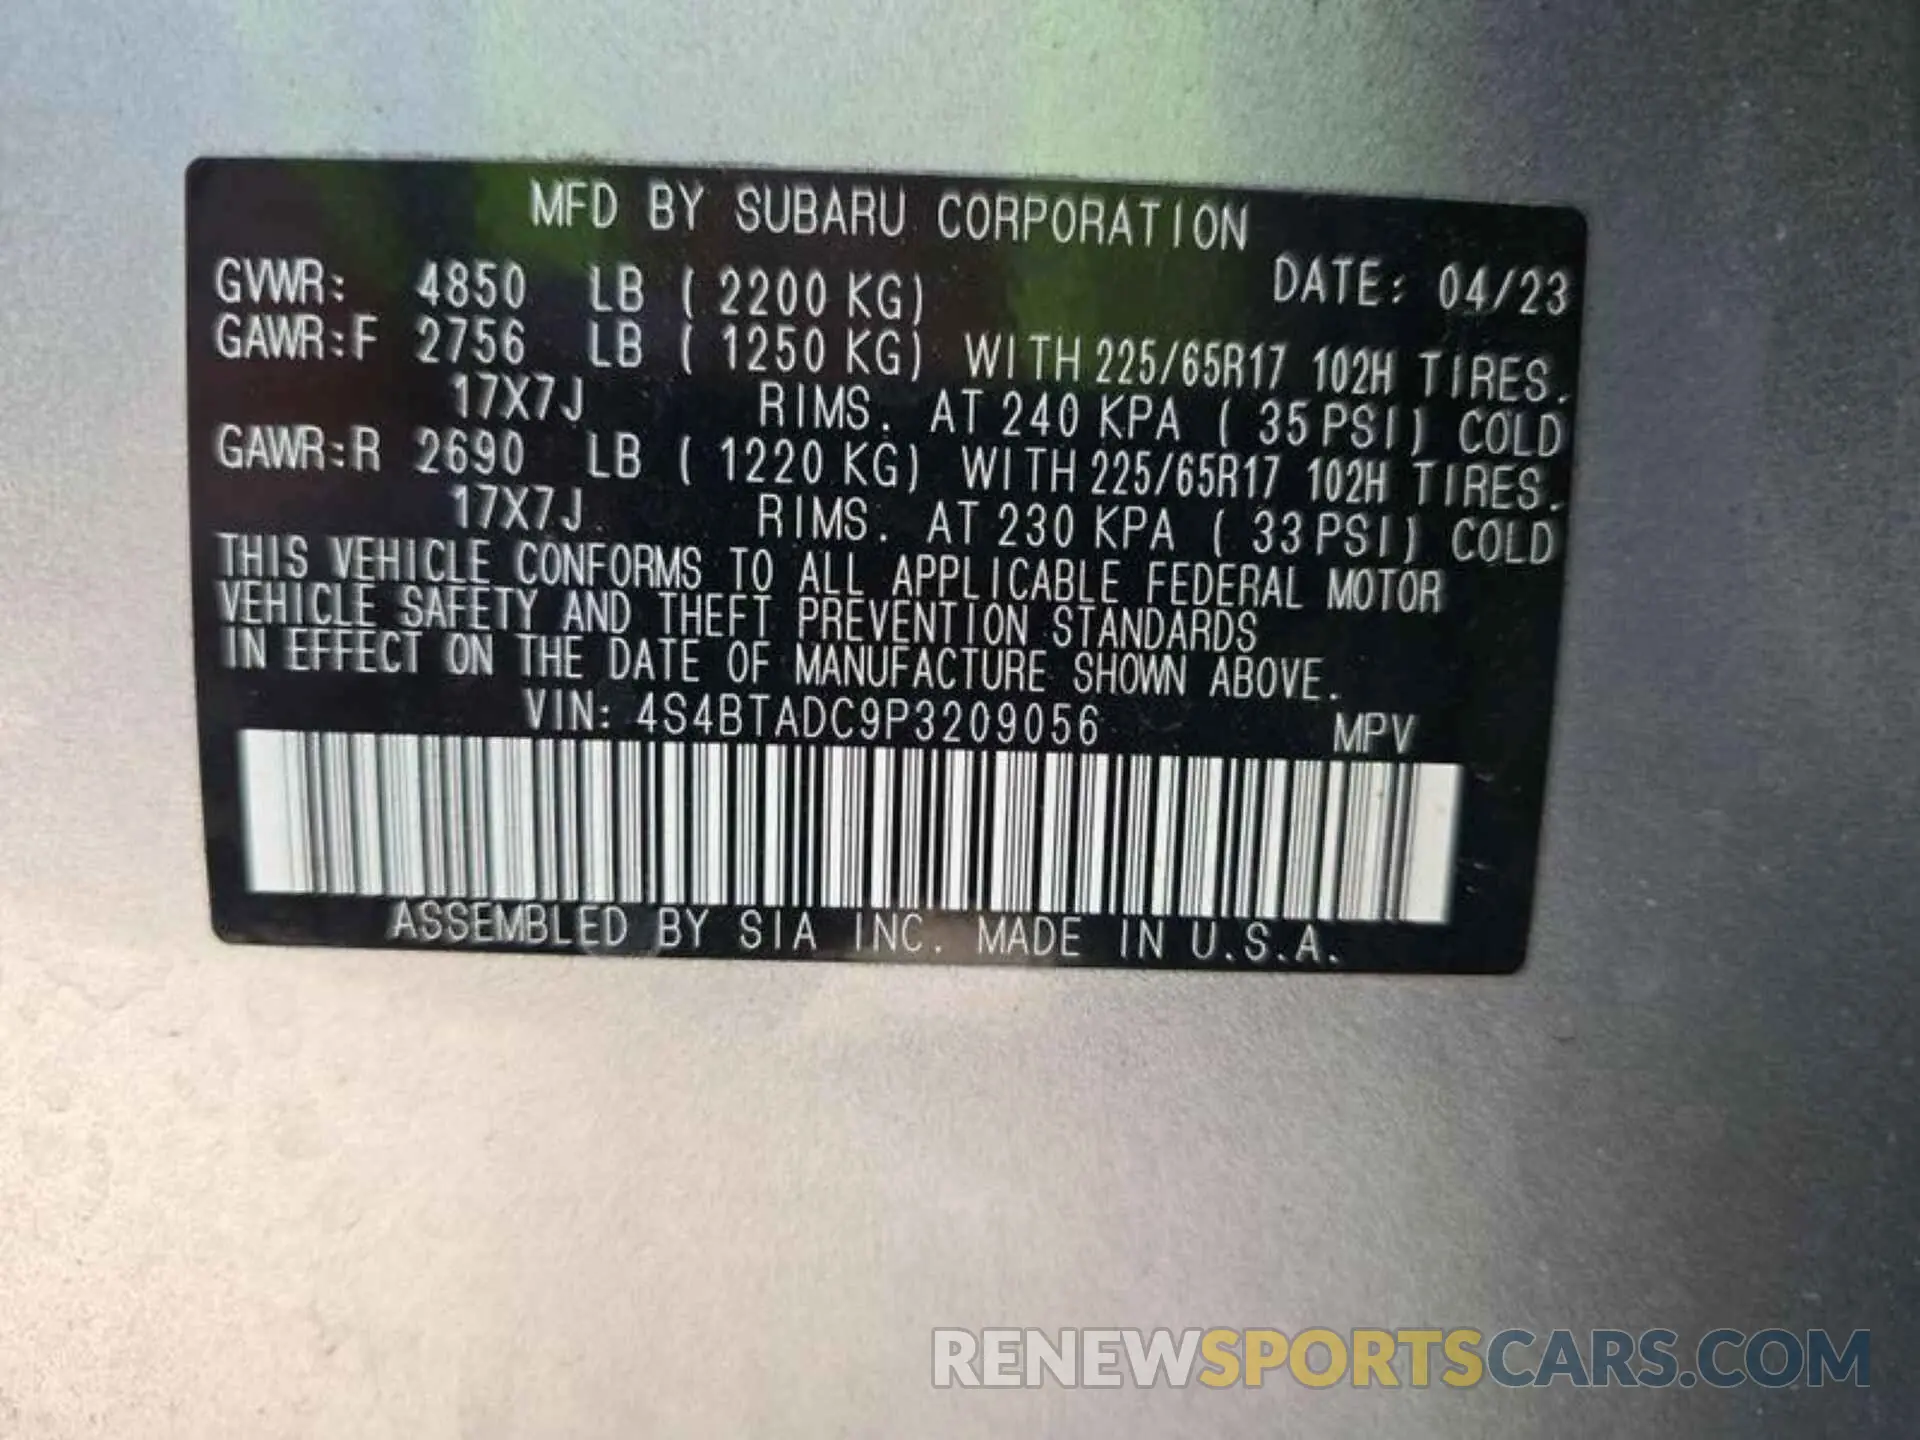 MFD BY SUBARU CORPORATION
GVWR: 4850 LB ( 2200 KG) DATE: 04/23
GAWR:F 2756 LB ( 1250 KG) WITH 225/65R17 102H TIRES.
17X7J RIMS. AT 240 KPA ( 35 PSI) COLD
GAWR:R 2690 LB ( 1220 KG) WITH 225/65R17 102H TIRES.
17X7J RIMS. AT 230 KPA ( 33 PSI) COLD
THIS VEHICLE CONFORMS TO ALL APPLICABLE FEDERAL MOTOR
VEHICLE SAFETY AND THEFT PREVENTION STANDARDS
IN EFFECT ON THE DATE OF MANUFACTURE SHOWN ABOVE.
VIN: 4S4BTADC9P3209056 MPV
ASSEMBLED BY SIA INC. MADE IN U.S.A.
RENEWSPORTSCARS.COM